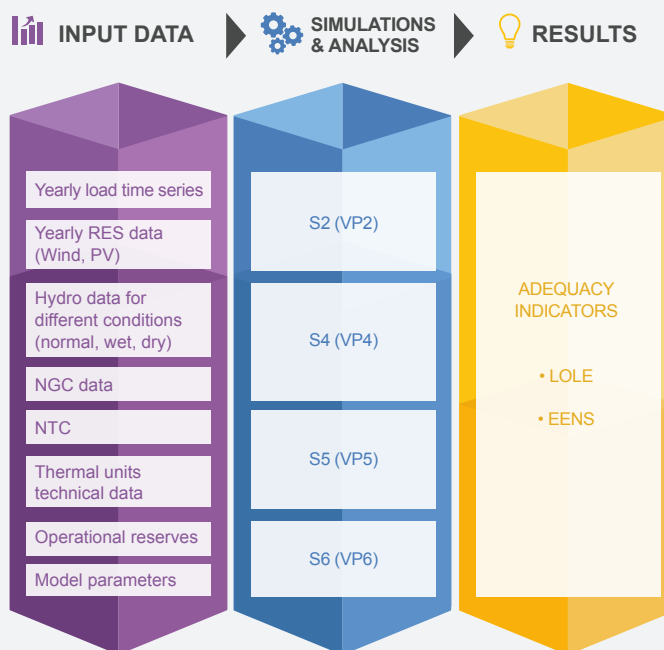 INPUT DATA
SIMULATIONS
& ANALYSIS
RESULTS
Yearly load time series
Yearly RES data
(Wind, PV)
Hydro data for
different conditions
(normal, wet, dry)
NGC data
NTC
Thermal units
technical data
Operational reserves
Model parameters
S2 (VP2)
S4 (VP4)
S5 (VP5)
S6 (VP6)
ADEQUACY
INDICATORS
• LOLE
• EENS